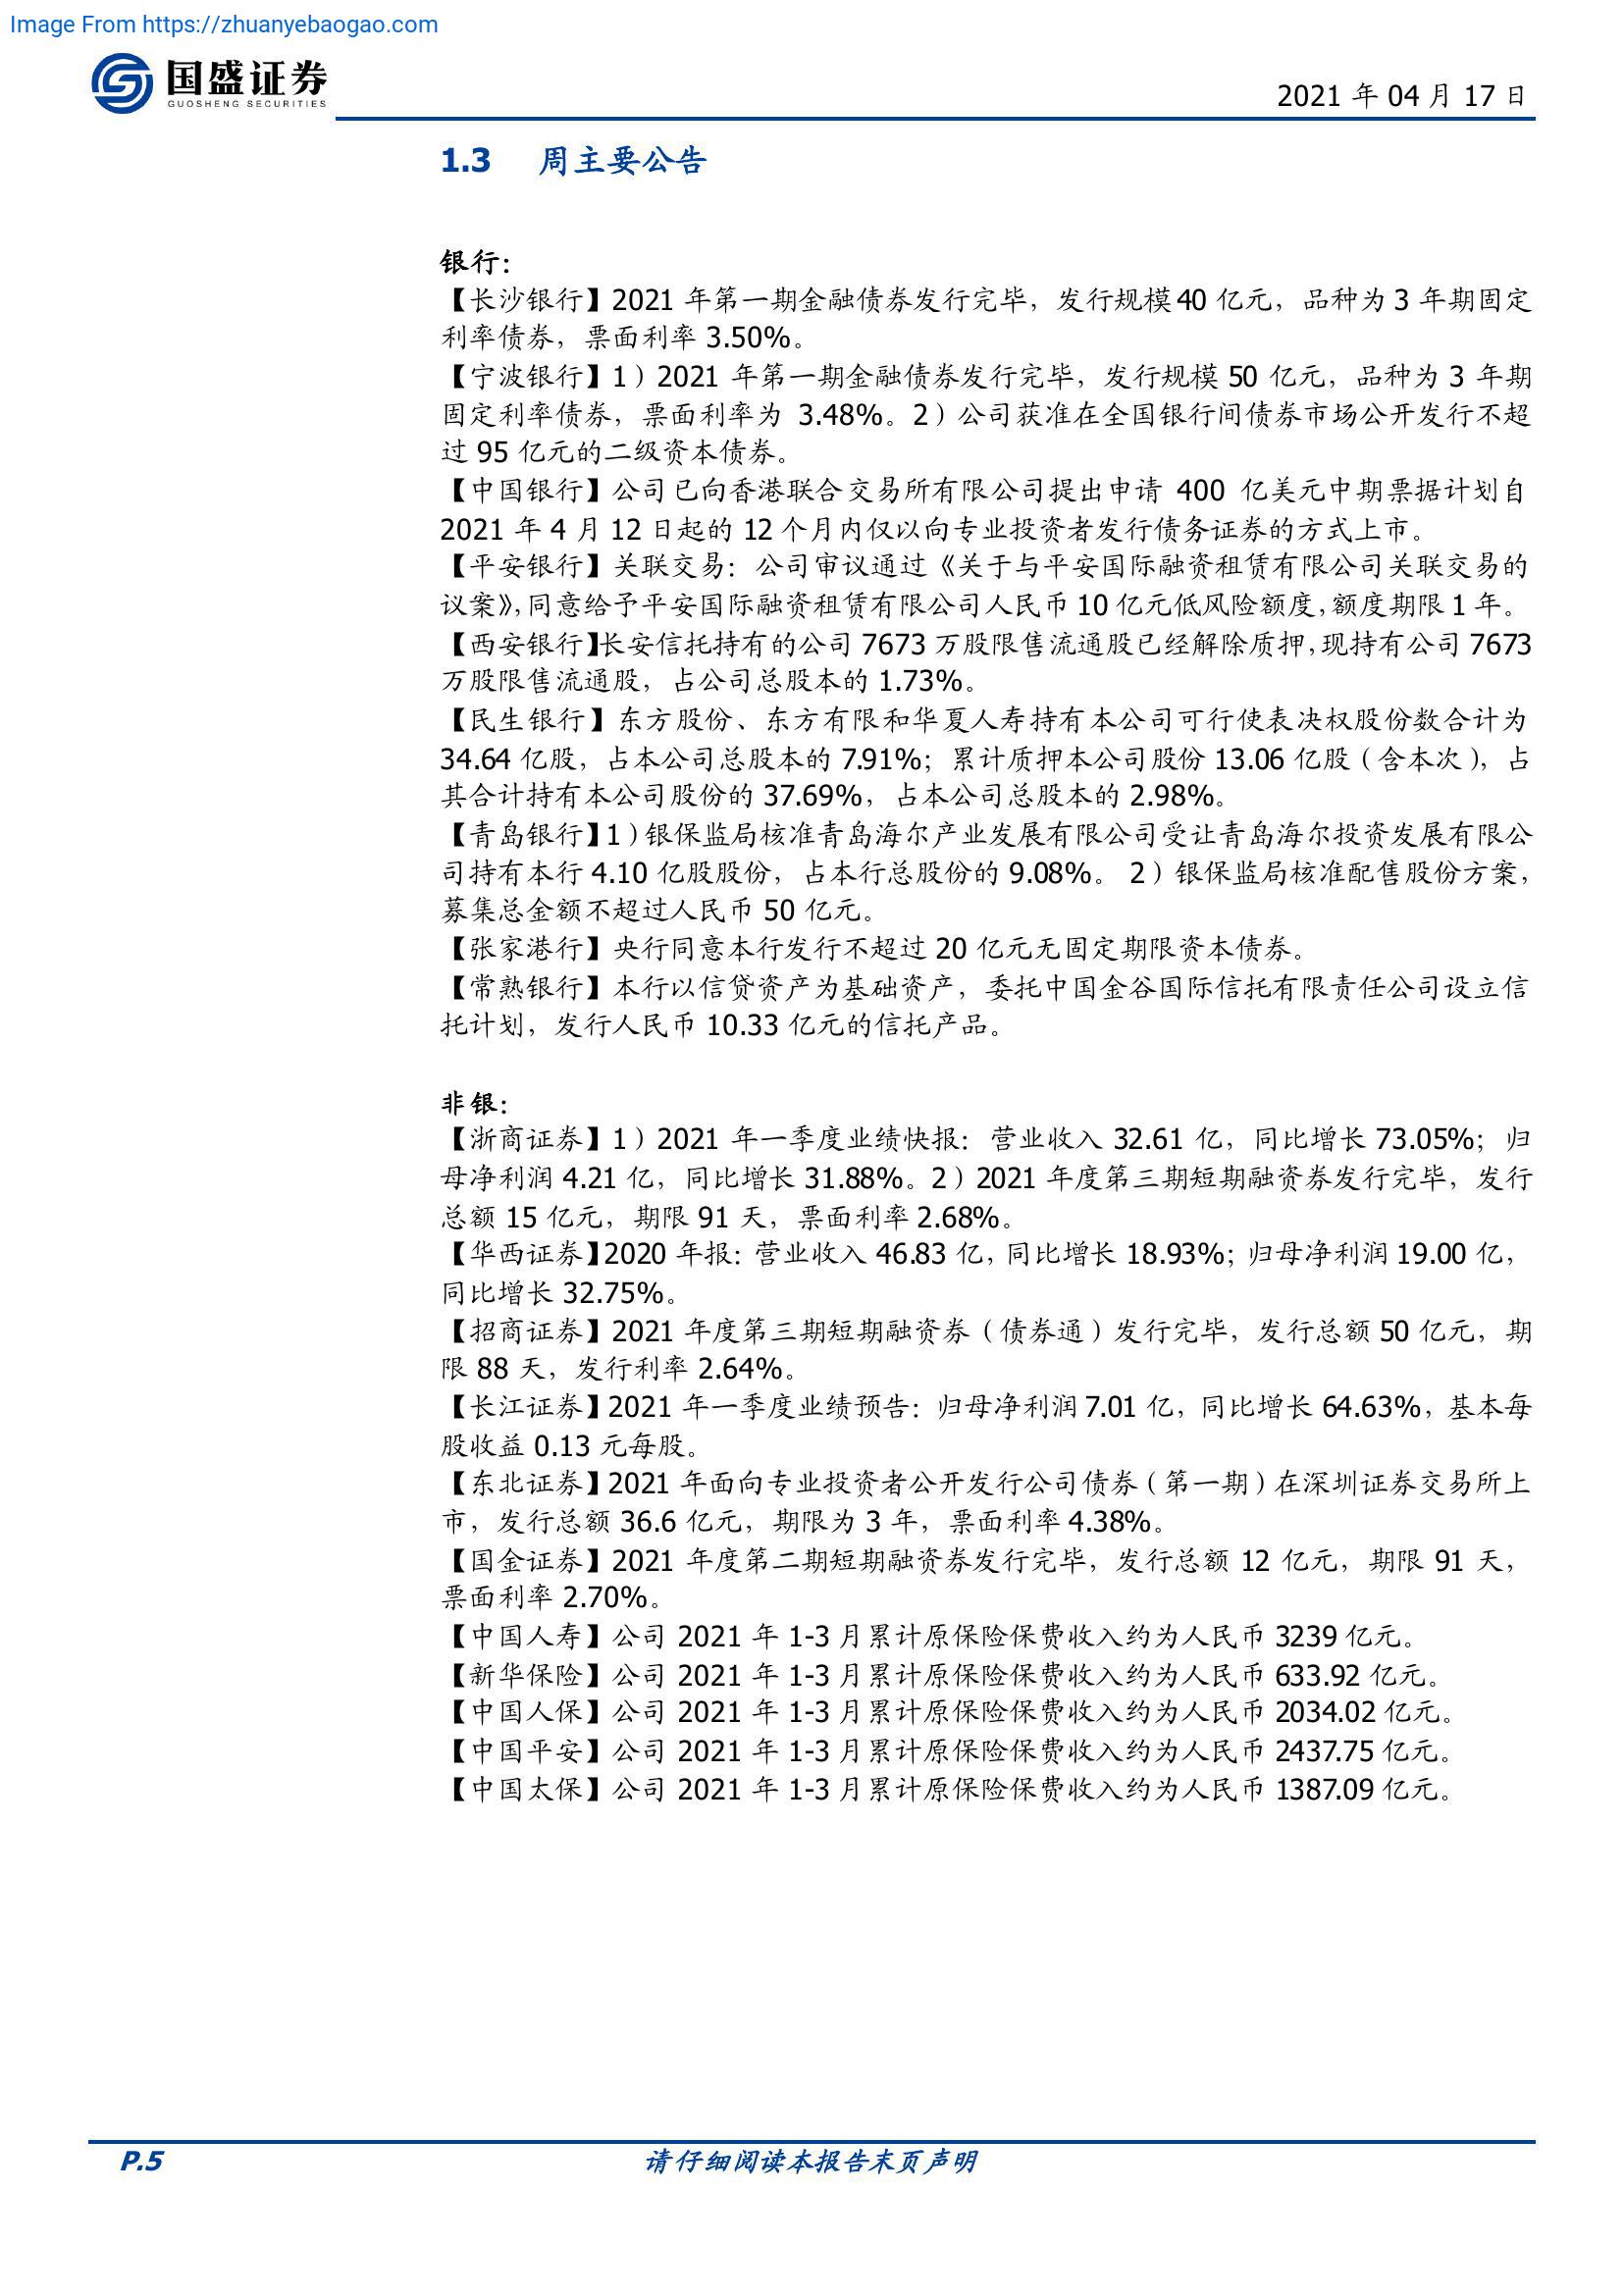 Image From https://zhuanyebaogao.com
国盛证券
GUOSHENG SECURITIES
2021 年 04 月 17 日
1.3 周主要公告
银行：
【长沙银行】2021 年第一期金融债券发行完毕，发行规模 40 亿元，品种为 3 年期固定
利率债券，票面利率 3.50%。
【宁波银行】1）2021 年第一期金融债券发行完毕，发行规模 50 亿元，品种为 3 年期
固定利率债券，票面利率为 3.48%。2）公司获准在全国银行间债券市场公开发行不超
过 95 亿元的二级资本债券。
【中国银行】公司已向香港联合交易所有限公司提出申请 400 亿美元中期票据计划自
2021 年 4 月 12 日起的 12 个月内仅以向专业投资者发行债务证券的方式上市。
【平安银行】关联交易：公司审议通过《关于与平安国际融资租赁有限公司关联交易的
议案》，同意给予平安国际融资租赁有限公司人民币 10 亿元低风险额度，额度期限 1 年。
【西安银行】长安信托持有的公司 7673 万股限售流通股已经解除质押，现持有公司 7673
万股限售流通股，占公司总股本的 1.73%。
【民生银行】东方股份、东方有限和华夏人寿持有本公司可行使表决权股份数合计为
34.64 亿股，占本公司总股本的 7.91%；累计质押本公司股份 13.06 亿股（含本次），占
其合计持有本公司股份的 37.69%，占本公司总股本的 2.98%。
【青岛银行】1）银保监局核准青岛海尔产业发展有限公司受让青岛海尔投资发展有限公
司持有本行 4.10 亿股股份，占本行总股份的 9.08%。 2）银保监局核准配售股份方案，
募集总金额不超过人民币 50 亿元。
【张家港行】央行同意本行发行不超过 20 亿元无固定期限资本债券。
【常熟银行】本行以信贷资产为基础资产，委托中国金谷国际信托有限责任公司设立信
托计划，发行人民币 10.33 亿元的信托产品。
非银：
【浙商证券】1）2021 年一季度业绩快报：营业收入 32.61 亿，同比增长 73.05%；归
母净利润 4.21 亿，同比增长 31.88%。2）2021 年度第三期短期融资券发行完毕，发行
总额 15 亿元，期限 91 天，票面利率 2.68%。
【华西证券】2020 年报：营业收入 46.83 亿，同比增长 18.93%；归母净利润 19.00 亿，
同比增长 32.75%。
【招商证券】2021 年度第三期短期融资券（债券通）发行完毕，发行总额 50 亿元，期
限 88 天，发行利率 2.64%。
【长江证券】2021 年一季度业绩预告：归母净利润 7.01 亿，同比增长 64.63%，基本每
股收益 0.13 元每股。
【东北证券】2021 年面向专业投资者公开发行公司债券（第一期）在深圳证券交易所上
市，发行总额 36.6 亿元，期限为 3 年，票面利率 4.38%。
【国金证券】2021 年度第二期短期融资券发行完毕，发行总额 12 亿元，期限 91 天，
票面利率 2.70%。
【中国人寿】公司 2021 年 1-3 月累计原保险保费收入约为人民币 3239 亿元。
【新华保险】公司 2021 年 1-3 月累计原保险保费收入约为人民币 633.92 亿元。
【中国人保】公司 2021 年 1-3 月累计原保险保费收入约为人民币 2034.02 亿元。
【中国平安】公司 2021 年 1-3 月累计原保险保费收入约为人民币 2437.75 亿元。
【中国太保】公司 2021 年 1-3 月累计原保险保费收入约为人民币 1387.09 亿元。
P.5
请仔细阅读本报告末页声明